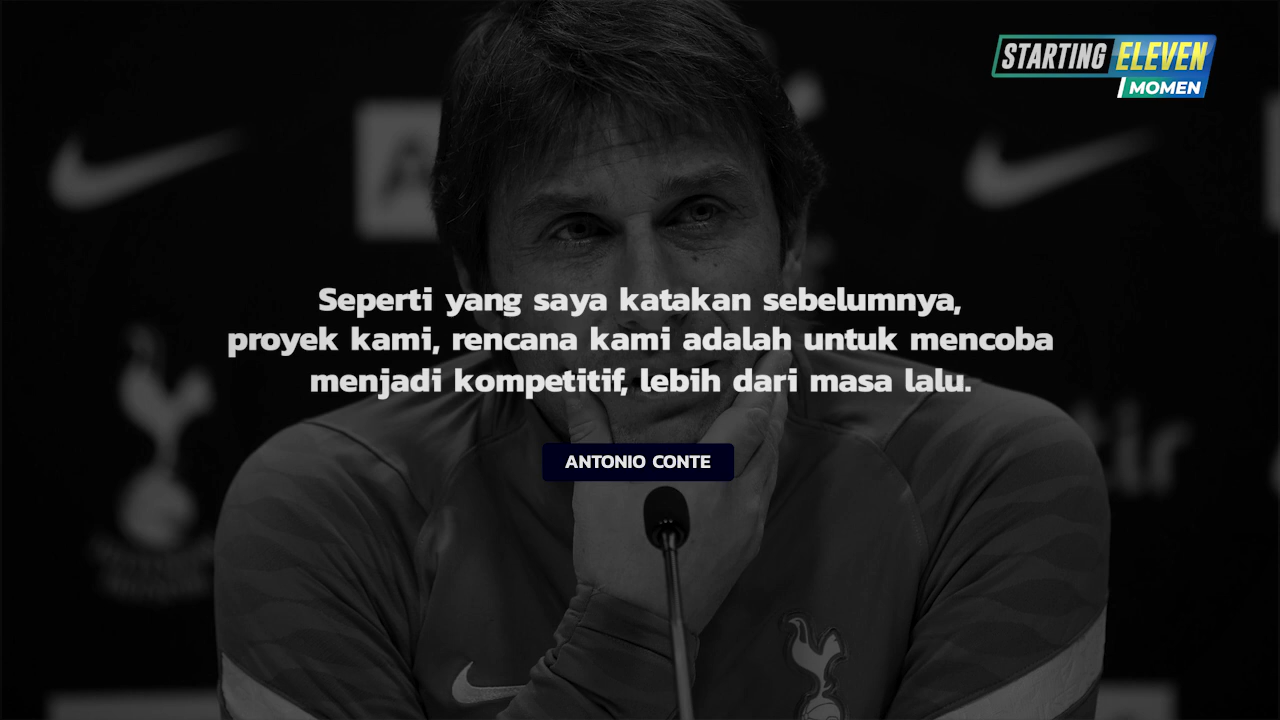 STARTING ELEVEN
MOMEN
Seperti yang saya katakan sebelumnya,
proyek kami, rencana kami adalah untuk mencoba
menjadi kompetitif, lebih dari masa lalu.
ANTONIO CONTE